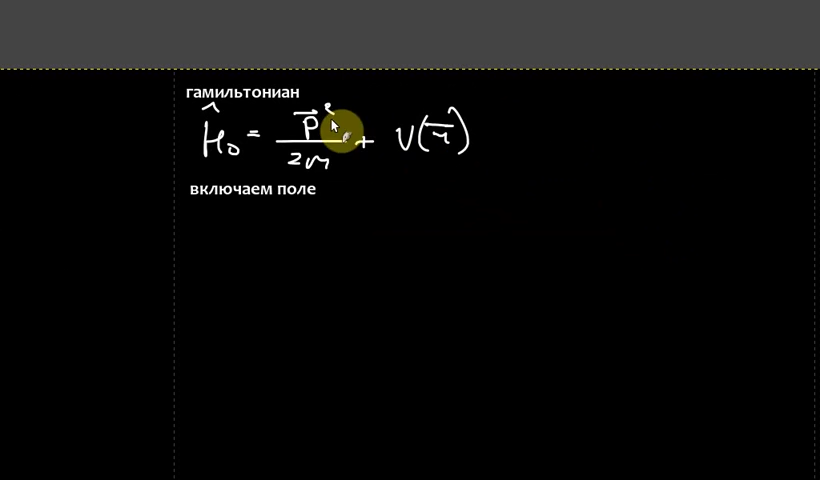 гамильтониан
Ĥ₀ = p⃗² / 2m + V(r⃗)
включаем поле